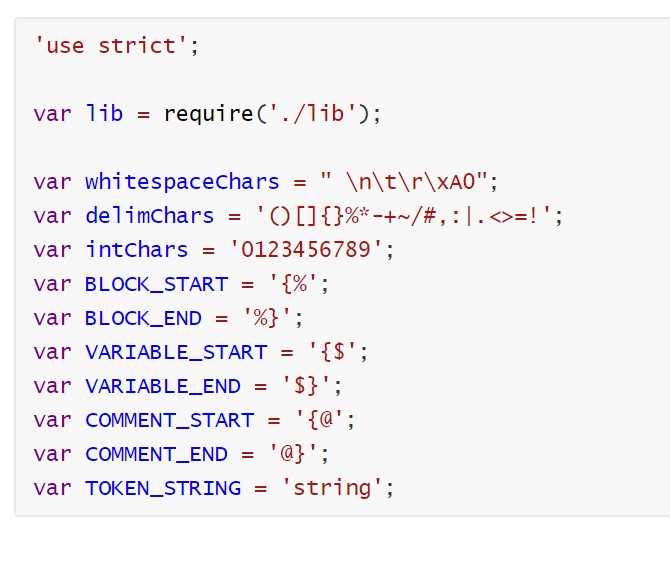 'use strict';
var lib = require('./lib');
var whitespaceChars = " \n\t\r\xA0";
var delimChars = '()[]{}%*-+~/#,:|.<>=!';
var intChars = '0123456789';
var BLOCK_START = '{%';
var BLOCK_END = '%}';
var VARIABLE_START = '{$';
var VARIABLE_END = '$}';
var COMMENT_START = '{@';
var COMMENT_END = '@}';
var TOKEN_STRING = 'string';